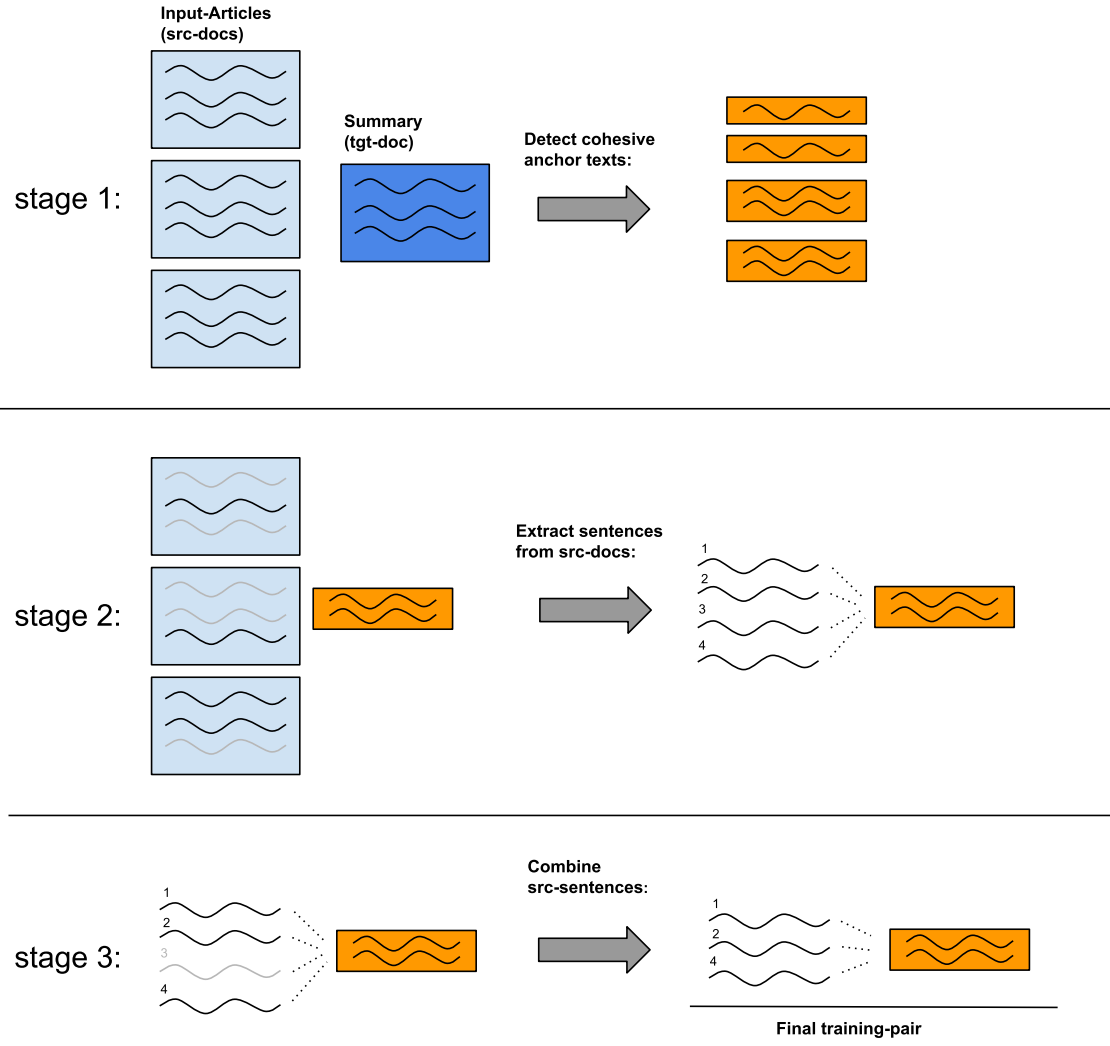 Input-Articles
(src-docs)
Summary
(tgt-doc)
Detect cohesive
anchor texts:
stage 1:
Extract sentences
from src-docs:
stage 2:
1
2
3
4
Combine
src-sentences:
stage 3:
1
2
3
4
1
2
4
Final training-pair